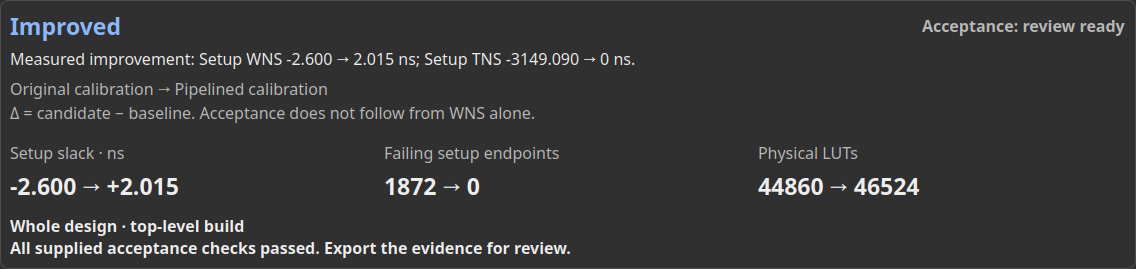 Improved
Acceptance: review ready
Measured improvement: Setup WNS -2.600 → 2.015 ns; Setup TNS -3149.090 → 0 ns.
Original calibration → Pipelined calibration
Δ = candidate − baseline. Acceptance does not follow from WNS alone.
Setup slack · ns
Failing setup endpoints
Physical LUTs
-2.600 → +2.015
1872 → 0
44860 → 46524
Whole design · top-level build
All supplied acceptance checks passed. Export the evidence for review.